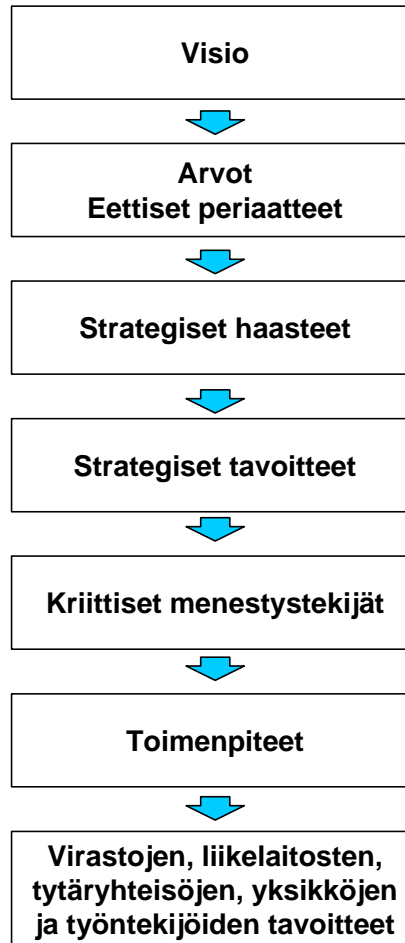 Visio
Arvot
Eettiset periaatteet
Strategiset haasteet
Strategiset tavoitteet
Kriittiset menestystekijät
Toimenpiteet
Virastojen, liikelaitosten,
tytäryhteisöjen, yksikköjen
ja työntekijöiden tavoitteet